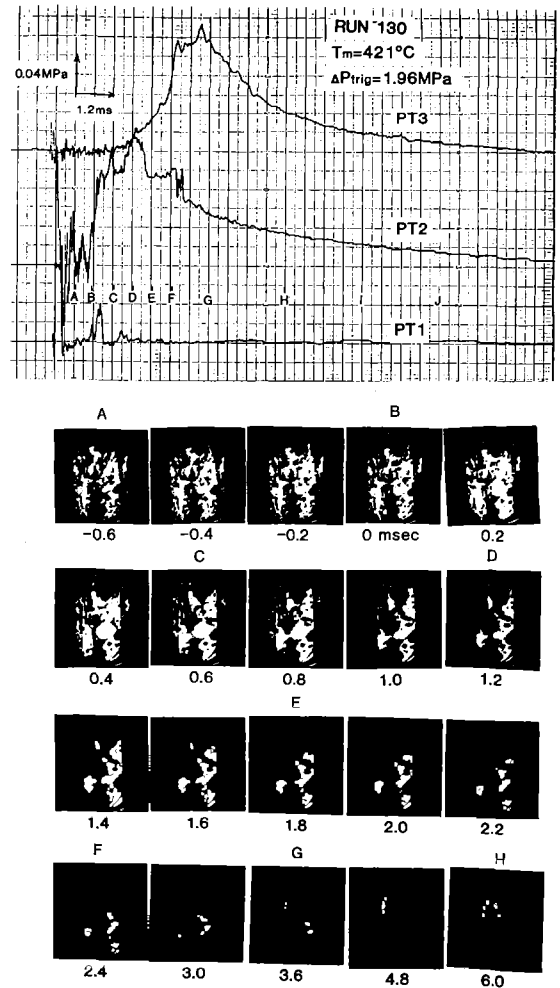 RUN 130
Tm=421°C
ΔPtrig=1.96MPa
0.04MPa
1.2ms
PT3
PT2
A B C D E F G H I J
PT1
A B
-0.6 -0.4 -0.2 0 msec 0.2
C D
0.4 0.6 0.8 1.0 1.2
E
1.4 1.6 1.8 2.0 2.2
F G H
2.4 3.0 3.6 4.8 6.0